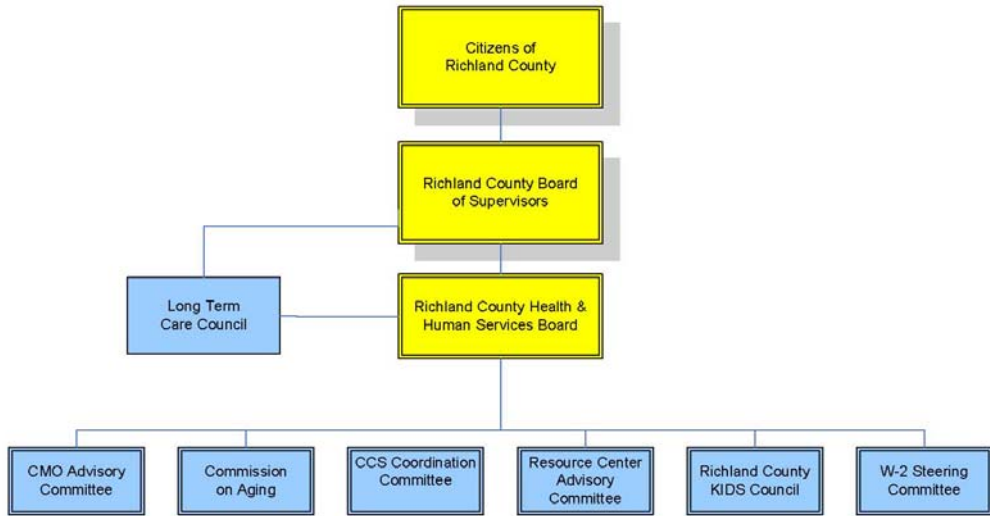 Citizens of
Richland County
Richland County Board
of Supervisors
Long Term
Care Council
Richland County Health &
Human Services Board
CMO Advisory
Committee
Commission
on Aging
CCS Coordination
Committee
Resource Center
Advisory
Committee
Richland County
KIDS Council
W-2 Steering
Committee